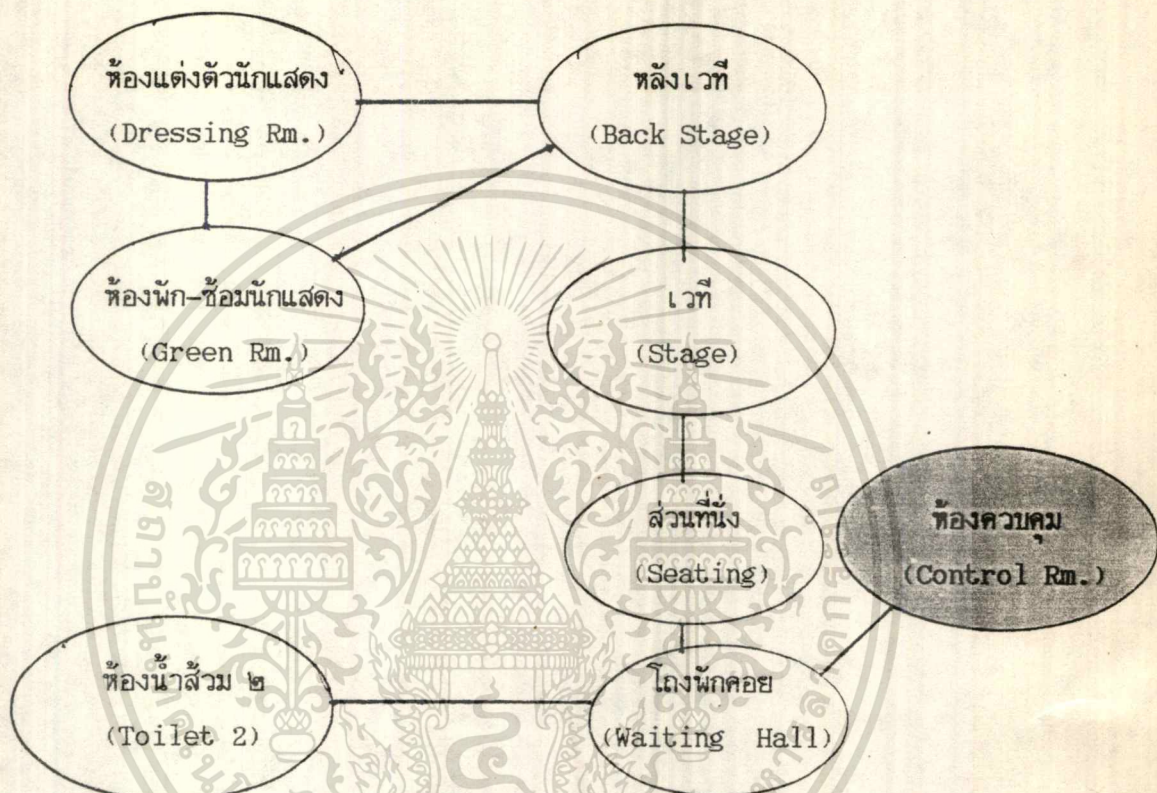 ห้องแต่งตัวนักแสดง
(Dressing Rm.)
หลังเวที
(Back Stage)
ห้องพัก-ซ้อมนักแสดง
(Green Rm.)
เวที
(Stage)
ส่วนที่นั่ง
(Seating)
ห้องควบคุม
(Control Rm.)
ห้องน้ำส้วม ๒
(Toilet 2)
โถงพักคอย
(Waiting Hall)